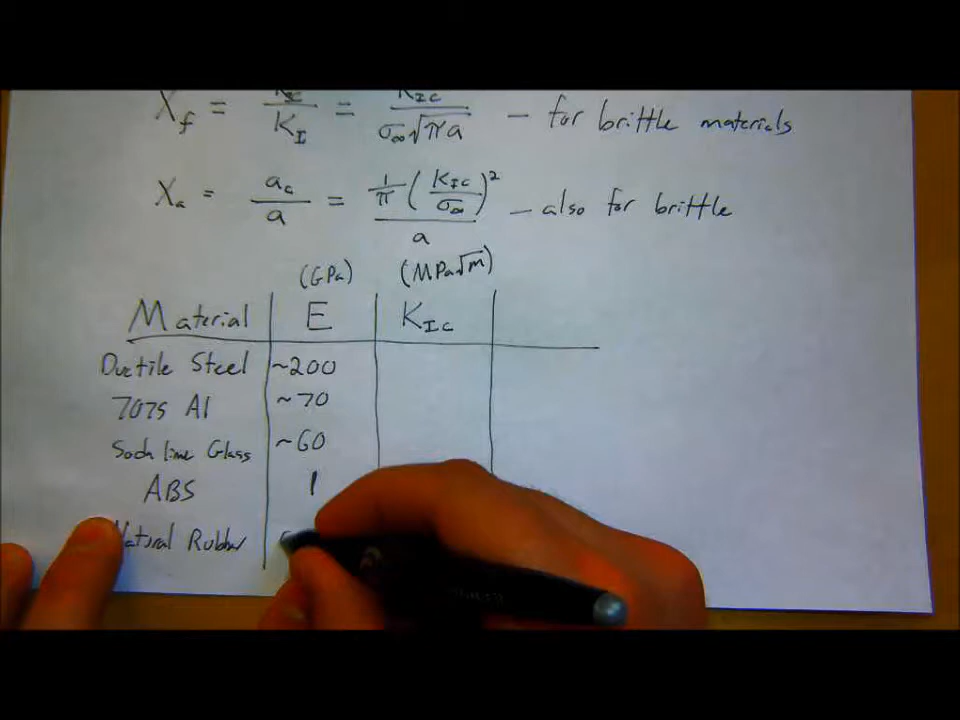 X_f = K_IC / K_I = K_IC / σ∞√πa – for brittle materials
X_a = a_c / a = 1/π (K_IC / σ∞)² / a – also for brittle
(GPa) (MPa√m)
Material E K_IC
Ductile Steel ~200
7075 Al ~70
Soda lime Glass ~60
ABS 1
Natural Rubber